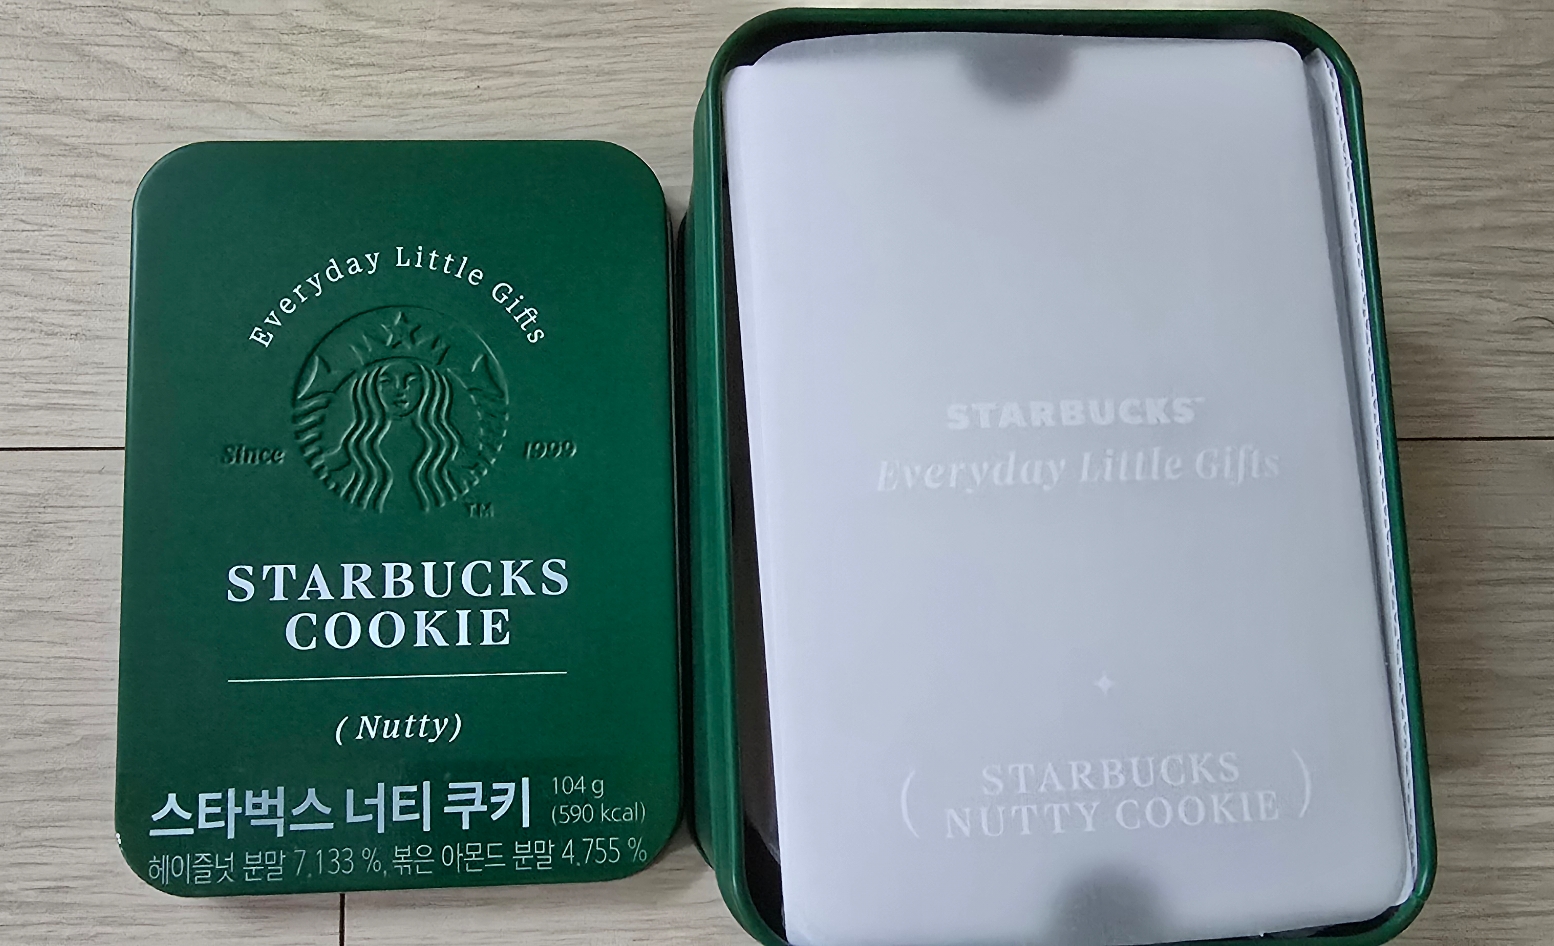 Everyday Little Gifts
Since 1999
TM
STARBUCKS
COOKIE
( Nutty)
스타벅스 너티 쿠키 104 g
(590 kcal)
헤이즐넛 분말 7.133 %, 볶은 아몬드 분말 4.755 %
STARBUCKS™
Everyday Little Gifts
( STARBUCKS
NUTTY COOKIE )